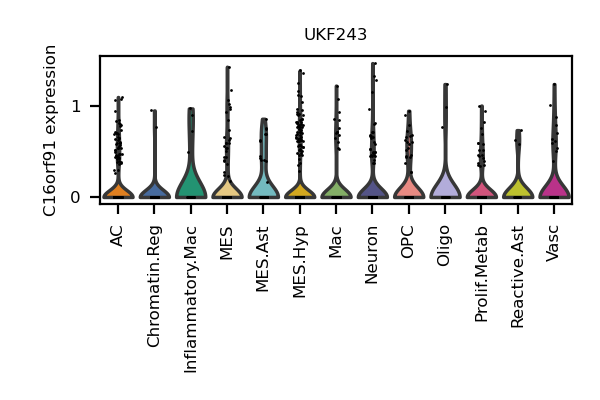 UKF243
C16orf91 expression
1
0
AC
Chromatin.Reg
Inflammatory.Mac
MES
MES.Ast
MES.Hyp
Mac
Neuron
OPC
Oligo
Prolif.Metab
Reactive.Ast
Vasc